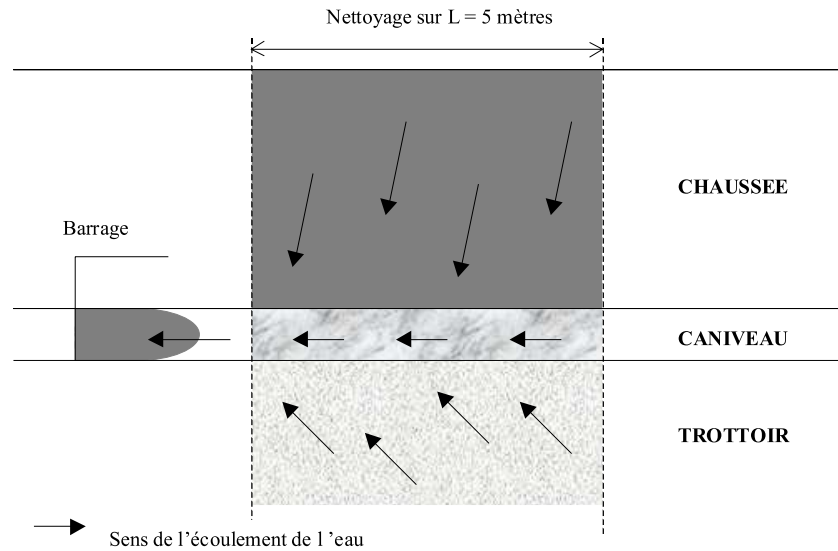 Nettoyage sur L = 5 mètres
CHAUSSEE
Barrage
CANIVEAU
TROTTOIR
Sens de l'écoulement de l 'eau